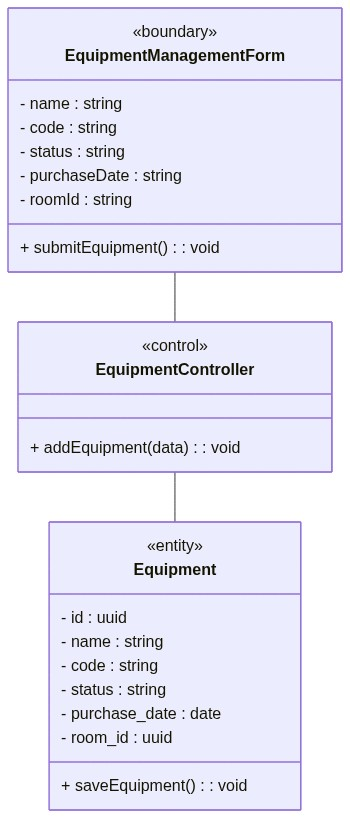 «boundary»
EquipmentManagementForm
- name : string
- code : string
- status : string
- purchaseDate : string
- roomId : string
+ submitEquipment() : : void
«control»
EquipmentController
+ addEquipment(data) : : void
«entity»
Equipment
- id : uuid
- name : string
- code : string
- status : string
- purchase_date : date
- room_id : uuid
+ saveEquipment() : : void